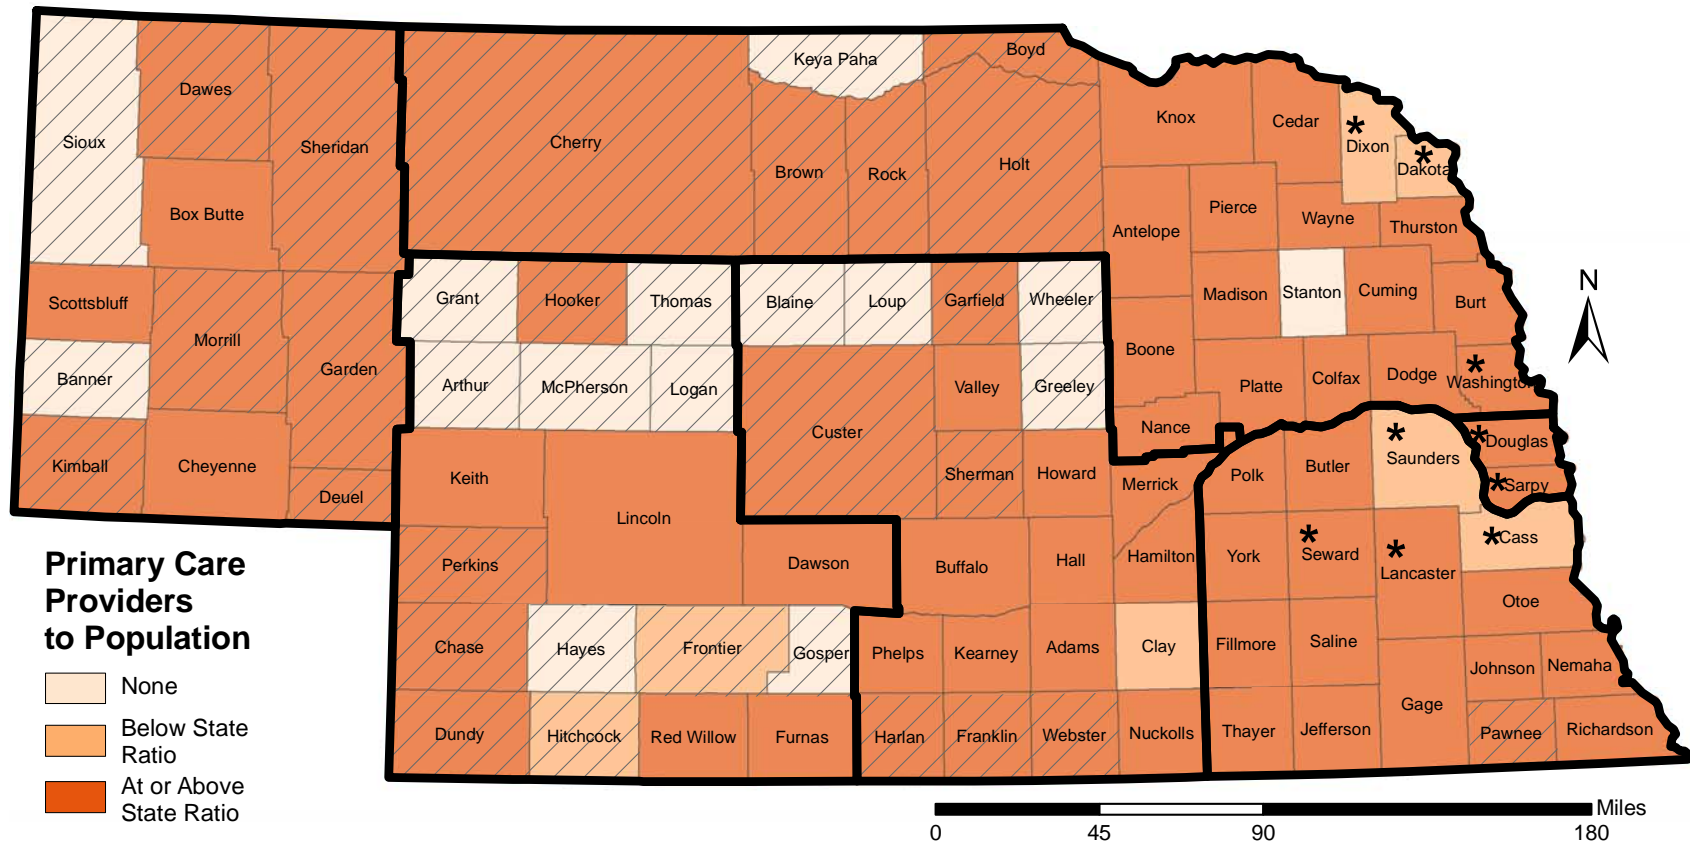 Keya Paha
Boyd
Dawes
Knox
Cedar
*
Sioux
Sheridan
Cherry
Dixon
*
Dakota
Brown
Rock
Holt
Box Butte
Pierce
Wayne
Thurston
Antelope
N
Scottsbluff
Grant
Hooker
Thomas
Blaine
Loup
Garfield
Wheeler
Madison
Stanton
Cuming
Burt
Morrill
Boone
*
Banner
Garden
Arthur
McPherson
Logan
Valley
Greeley
Platte
Colfax
Dodge
Washington
Custer
Nance
*
*
Douglas
Kimball
Cheyenne
Keith
Sherman
Howard
Merrick
Polk
Butler
Saunders
*
Sarpy
Deuel
Lincoln
*
*
*
Cass
Perkins
Dawson
Buffalo
Hall
Hamilton
York
Seward
Lancaster
Otoe
Chase
Hayes
Frontier
Gosper
Phelps
Kearney
Adams
Clay
Fillmore
Saline
Johnson
Nemaha
Dundy
Hitchcock
Red Willow
Furnas
Harlan
Franklin
Webster
Nuckolls
Thayer
Jefferson
Gage
Pawnee
Richardson
Primary Care
Providers
to Population
None
Below State
Ratio
At or Above
State Ratio
Miles
0
45
90
180